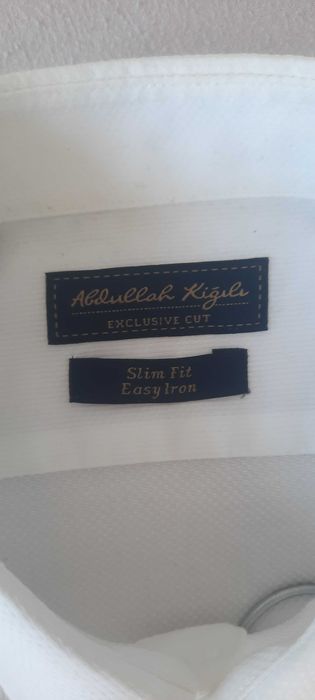 Abdullah Kiğılı
EXCLUSIVE CUT
Slim Fit
Easy Iron